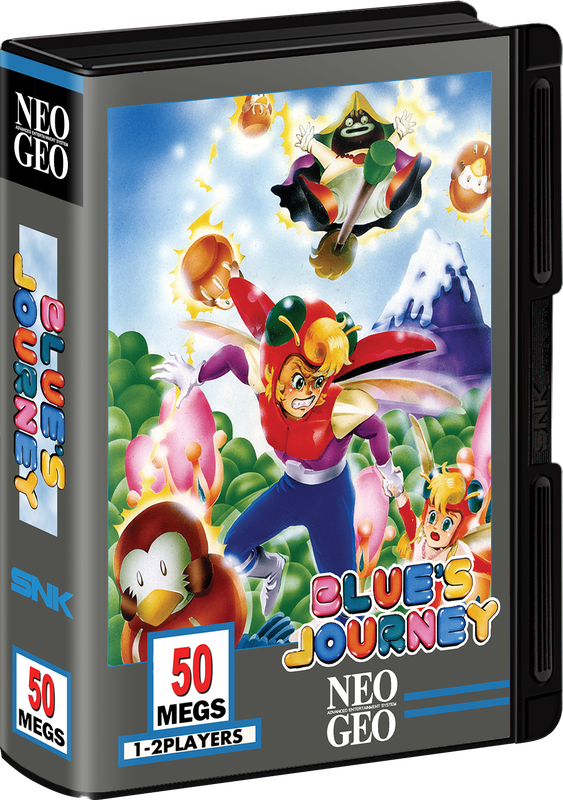 NEO
ADVANCED ENTERTAINMENT SYSTEM
GEO
BLUE'S
JOURNEY
SNK
50
MEGS
BLUE'S
JOURNEY
50
MEGS
1-2PLAYERS
NEO
ADVANCED ENTERTAINMENT SYSTEM
GEO
SNK